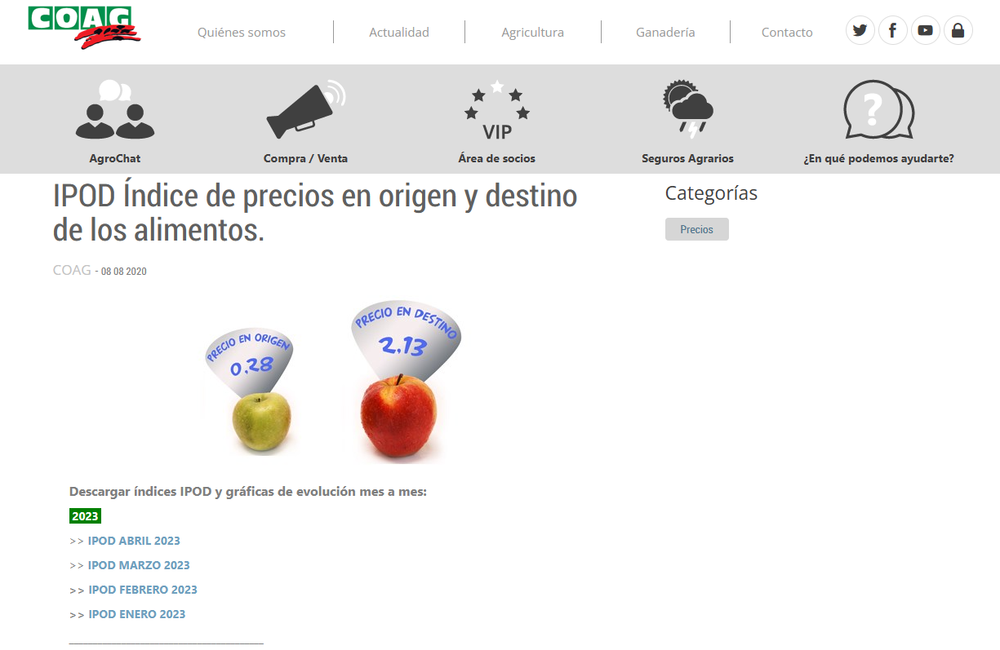 COAG
Quiénes somos
Actualidad
Agricultura
Ganadería
Contacto
VIP
?
AgroChat
Compra / Venta
Área de socios
Seguros Agrarios
¿En qué podemos ayudarte?
IPOD Índice de precios en origen y destino
de los alimentos.
Categorías
Precios
COAG - 08 08 2020
PRECIO EN ORIGEN
0,28
PRECIO EN DESTINO
2,13
Descargar índices IPOD y gráficas de evolución mes a mes:
2023
>> IPOD ABRIL 2023
>> IPOD MARZO 2023
>> IPOD FEBRERO 2023
>> IPOD ENERO 2023